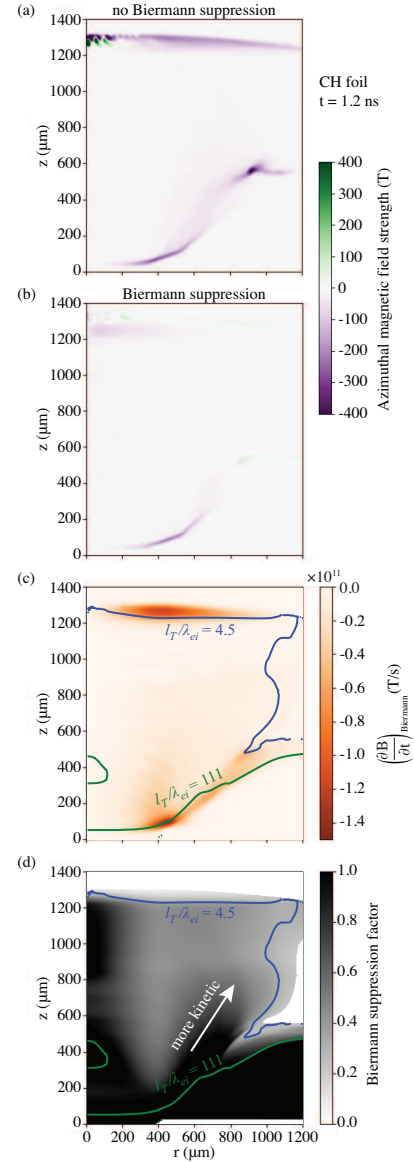 (a)
no Biermann suppression
1400
1200
1000
800
600
400
200
0
z (μm)
CH foil
t = 1.2 ns
400
300
200
100
0
-100
-200
-300
-400
Azimuthal magnetic field strength (T)
(b)
Biermann suppression
1400
1200
1000
800
600
400
200
0
z (μm)
(c)
1400
1200
1000
800
600
400
200
0
z (μm)
l_T/λ_ei = 4.5
l_T/λ_ei = 111
×10¹¹
0.0
-0.2
-0.4
-0.6
-0.8
-1.0
-1.2
-1.4
(∂B/∂t)_Biermann (T/s)
(d)
1400
1200
1000
800
600
400
200
0
z (μm)
l_T/λ_ei = 4.5
more kinetic
l_T/λ_ei = 111
0 200 400 600 800 1000 1200
r (μm)
1.0
0.8
0.6
0.4
0.2
0.0
Biermann suppression factor